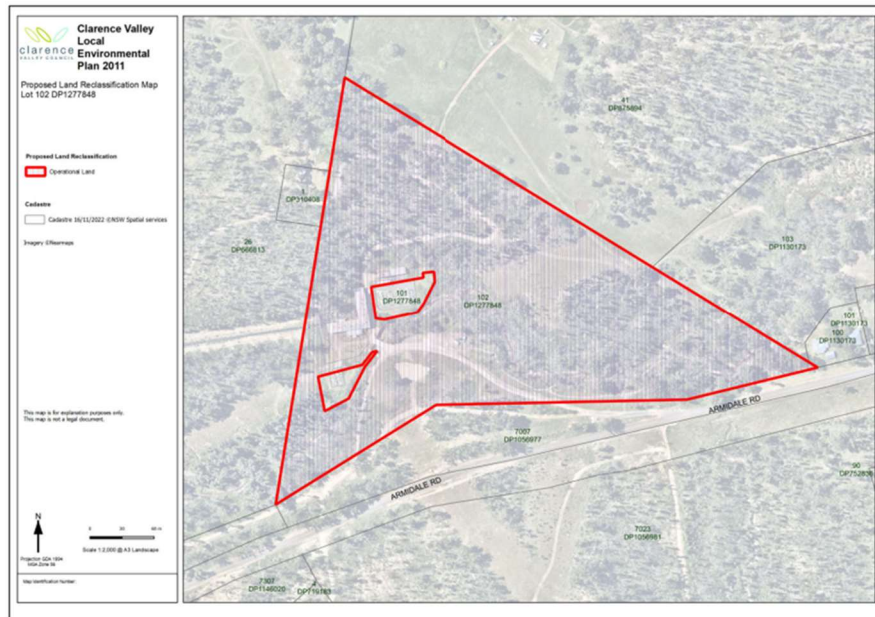 clarence
VALLEY COUNCIL
Clarence Valley
Local
Environmental
Plan 2011
Proposed Land Reclassification Map
Lot 102 DP1277848
Proposed Land Reclassification
Operational Land
Cadastre
Cadastre 16/11/2022 ©NSW Spatial services
Imagery ©Nearmaps
This map is for explanation purposes only.
This map is not a legal document.
N
0 30 60 m
Scale 1:2,000 @ A3 Landscape
Projection GDA 1994
MGA Zone 56
Map Identification Number:
41
1
DP310408
26
DP666813
103
DP1130173
101
DP1277848
102
DP1277848
101
DP1130173
100
DP1130173
ARMIDALE RD
7007
DP1056977
ARMIDALE RD
90
7023
7307
DP1146020
DP719183